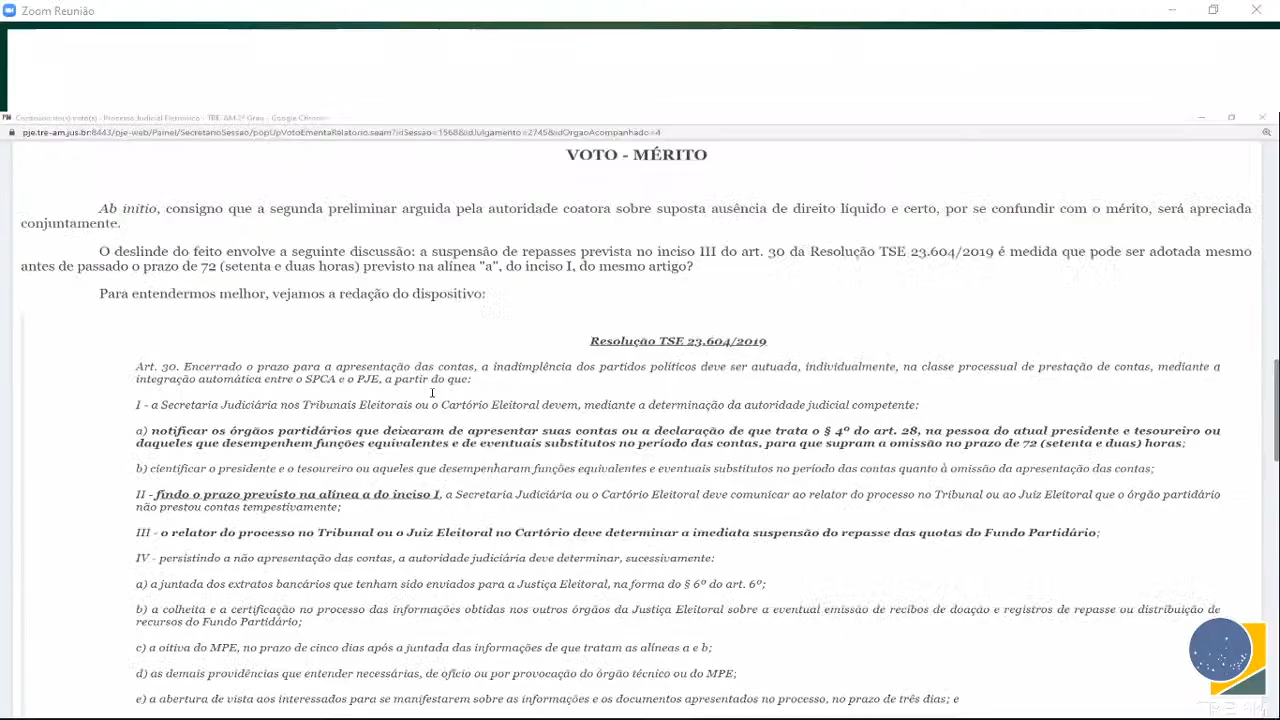 Zoom Reunião
pje.tre-am.jus.br:8443/pje-web/Painel/SecretarioSessao/popUpVotoEmentaRelatorio.seam?idSessao=1568&idJulgamento=2745&idOrgaoAcompanhado=4
VOTO - MÉRITO
Ab initio, consigno que a segunda preliminar arguida pela autoridade coatora sobre suposta ausência de direito líquido e certo, por se confundir com o mérito, será apreciada
conjuntamente.
O deslinde do feito envolve a seguinte discussão: a suspensão de repasses prevista no inciso III do art. 30 da Resolução TSE 23.604/2019 é medida que pode ser adotada mesmo
antes de passado o prazo de 72 (setenta e duas horas) previsto na alínea "a", do inciso I, do mesmo artigo?
Para entendermos melhor, vejamos a redação do dispositivo:
Resolução TSE 23.604/2019
Art. 30. Encerrado o prazo para a apresentação das contas, a inadimplência dos partidos políticos deve ser autuada, individualmente, na classe processual de prestação de contas, mediante a
integração automática entre o SPCA e o PJE, a partir do que:
I - a Secretaria Judiciária nos Tribunais Eleitorais ou o Cartório Eleitoral devem, mediante a determinação da autoridade judicial competente:
a) notificar os órgãos partidários que deixaram de apresentar suas contas ou a declaração de que trata o § 4º do art. 28, na pessoa do atual presidente e tesoureiro ou
daqueles que desempenhem funções equivalentes e de eventuais substitutos no período das contas, para que supram a omissão no prazo de 72 (setenta e duas) horas;
b) cientificar o presidente e o tesoureiro ou aqueles que desempenharam funções equivalentes e eventuais substitutos no período das contas quanto à omissão da apresentação das contas;
II - findo o prazo previsto na alínea a do inciso I, a Secretaria Judiciária ou o Cartório Eleitoral deve comunicar ao relator do processo no Tribunal ou ao Juiz Eleitoral que o órgão partidário
não prestou contas tempestivamente;
III - o relator do processo no Tribunal ou o Juiz Eleitoral no Cartório deve determinar a imediata suspensão do repasse das quotas do Fundo Partidário;
IV - persistindo a não apresentação das contas, a autoridade judiciária deve determinar, sucessivamente:
a) a juntada dos extratos bancários que tenham sido enviados para a Justiça Eleitoral, na forma do § 6º do art. 6º;
b) a colheita e a certificação no processo das informações obtidas nos outros órgãos da Justiça Eleitoral sobre a eventual emissão de recibos de doação e registros de repasse ou distribuição de
recursos do Fundo Partidário;
c) a oitiva do MPE, no prazo de cinco dias após a juntada das informações de que tratam as alíneas a e b;
d) as demais providências que entender necessárias, de ofício ou por provocação do órgão técnico ou do MPE;
e) a abertura de vista aos interessados para se manifestarem sobre as informações e os documentos apresentados no processo, no prazo de três dias; e